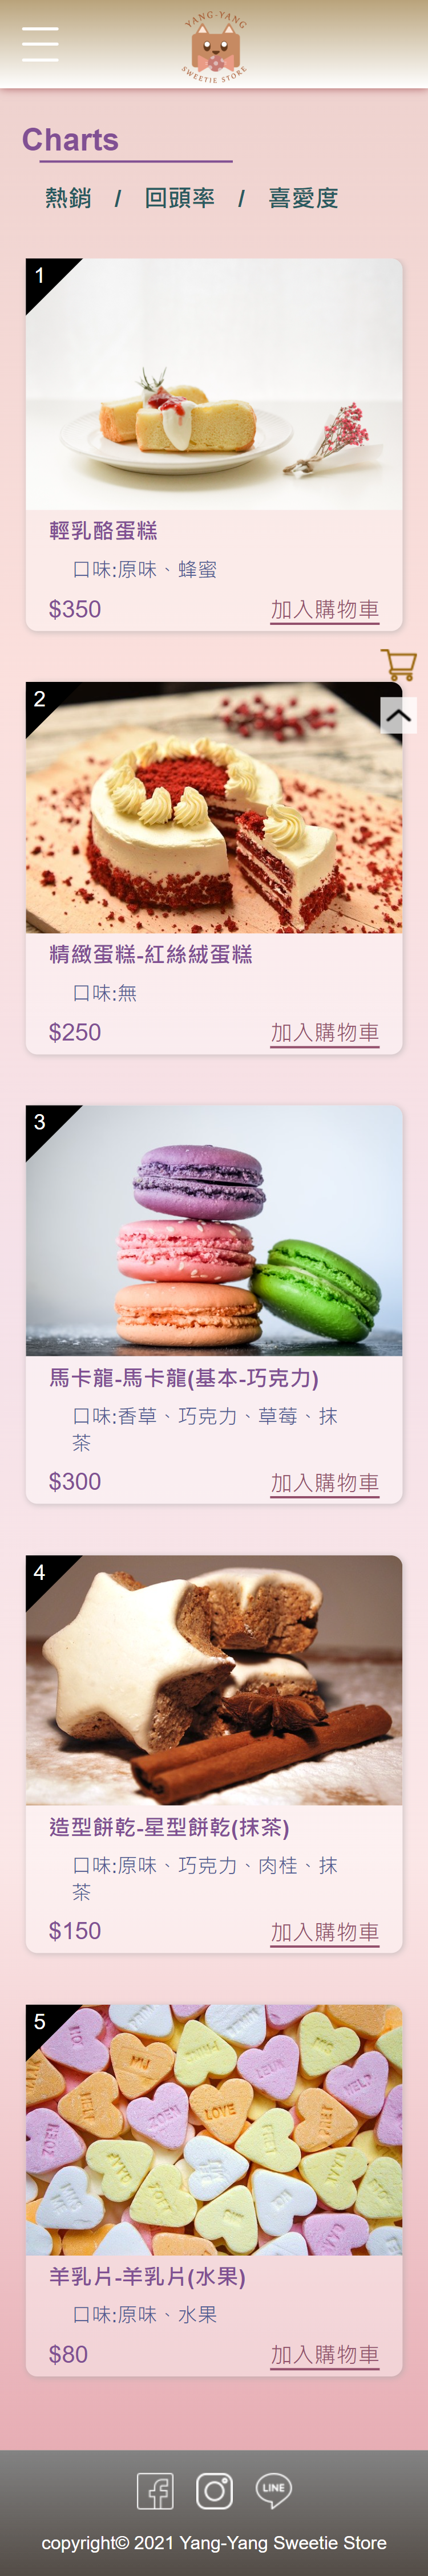 YANG-YANG
SWEETIE STORE
Charts
熱銷 / 回頭率 / 喜愛度
1
輕乳酪蛋糕
口味:原味、蜂蜜
$350 加入購物車
2
精緻蛋糕-紅絲絨蛋糕
口味:無
$250 加入購物車
3
馬卡龍-馬卡龍(基本-巧克力)
口味:香草、巧克力、草莓、抹
茶
$300 加入購物車
4
造型餅乾-星型餅乾(抹茶)
口味:原味、巧克力、肉桂、抹
茶
$150 加入購物車
5
LOVE
羊乳片-羊乳片(水果)
口味:原味、水果
$80 加入購物車
LINE
copyright© 2021 Yang-Yang Sweetie Store